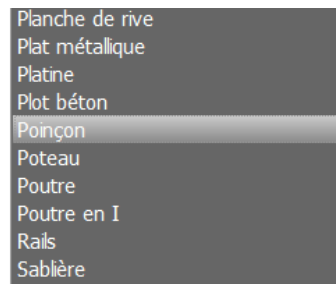 Planche de rive
Plat métallique
Platine
Plot béton
Poinçon
Poteau
Poutre
Poutre en I
Rails
Sablière